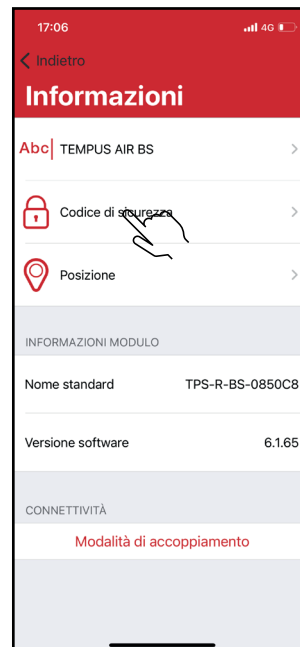 17:06 4G
Indietro
Informazioni
Abc TEMPUS AIR BS
Codice di sicurezza
Posizione
INFORMAZIONI MODULO
Nome standard TPS-R-BS-0850C8
Versione software 6.1.65
CONNETTIVITÀ
Modalità di accoppiamento